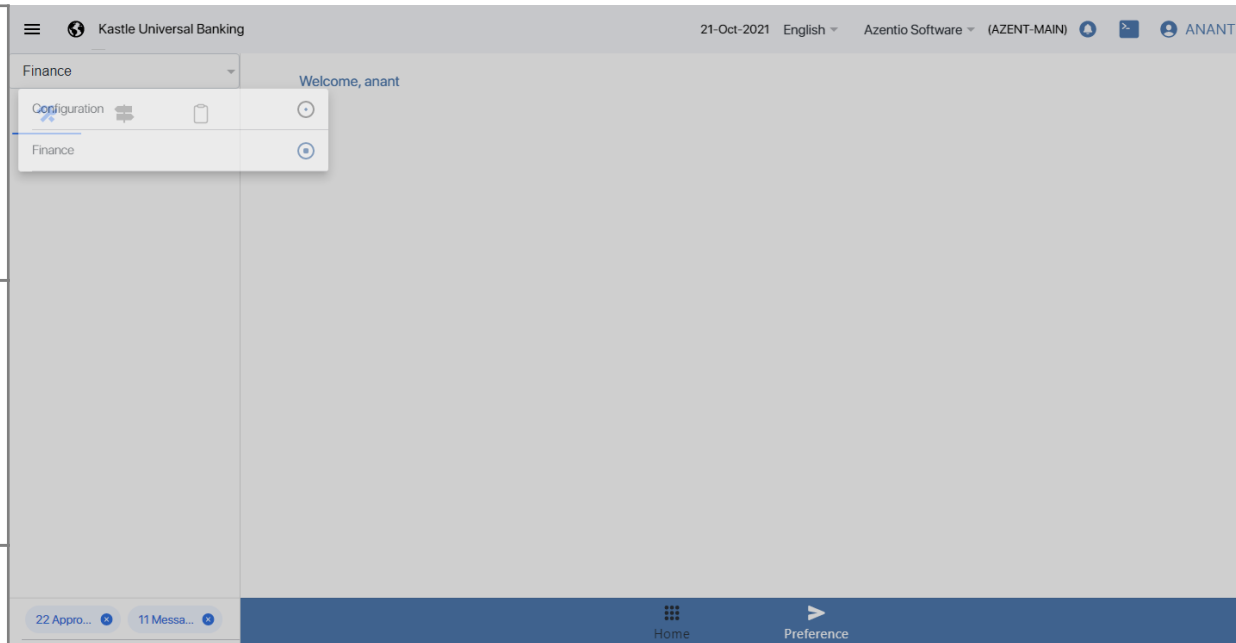 Kastle Universal Banking 21-Oct-2021 English Azentio Software (AZENT-MAIN) ANANT
Finance
Welcome, anant
Configuration
Finance
22 Appro... 11 Messa...
Home Preference